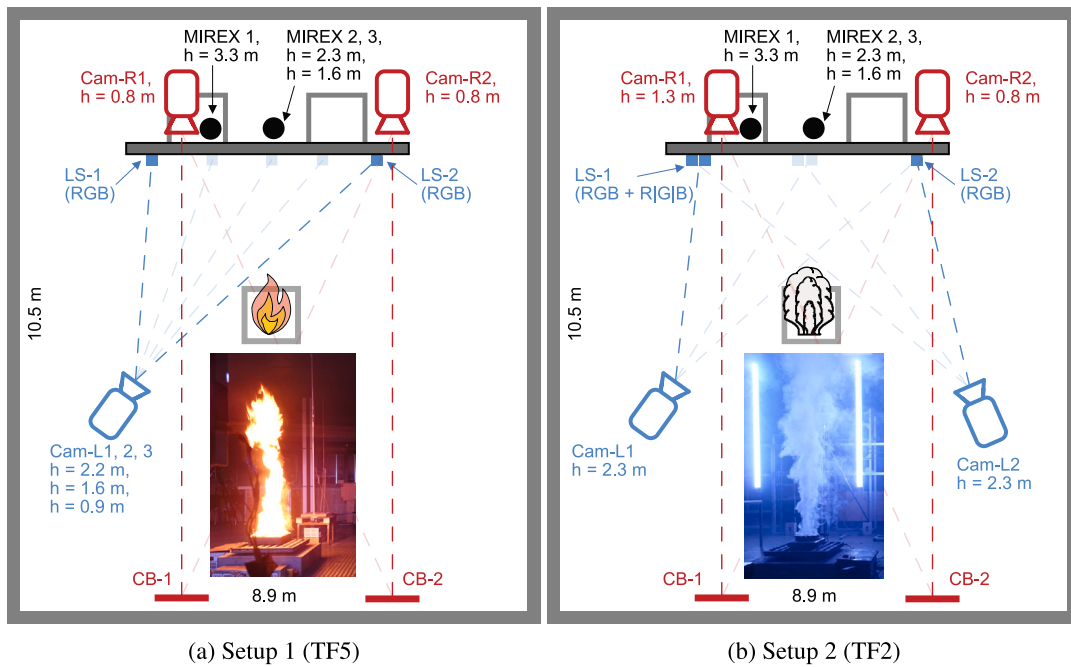 MIREX 1,
h = 3.3 m
MIREX 2, 3,
h = 2.3 m,
h = 1.6 m
Cam-R1,
h = 0.8 m
Cam-R2,
h = 0.8 m
LS-1
(RGB)
LS-2
(RGB)
10.5 m
Cam-L1, 2, 3
h = 2.2 m,
h = 1.6 m,
h = 0.9 m
CB-1
CB-2
8.9 m
(a) Setup 1 (TF5)
MIREX 1,
h = 3.3 m
MIREX 2, 3,
h = 2.3 m,
h = 1.6 m
Cam-R1,
h = 1.3 m
Cam-R2,
h = 0.8 m
LS-1
(RGB + R|G|B)
LS-2
(RGB)
10.5 m
Cam-L1
h = 2.3 m
Cam-L2
h = 2.3 m
CB-1
CB-2
8.9 m
(b) Setup 2 (TF2)